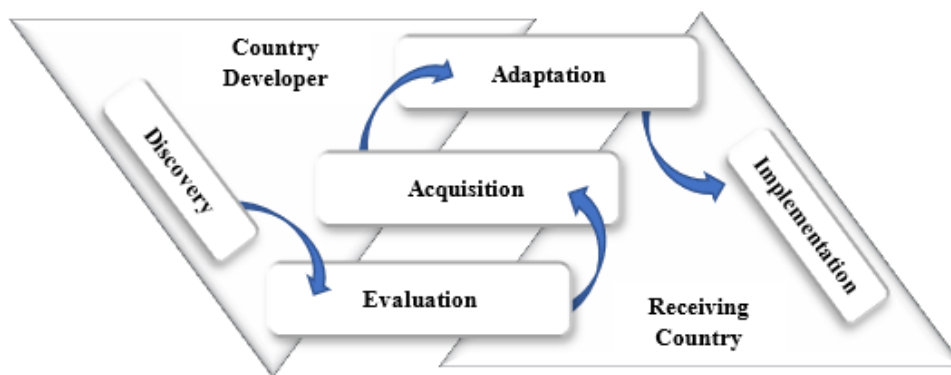 Country
Developer
Adaptation
Discovery
Acquisition
Implementation
Evaluation
Receiving
Country